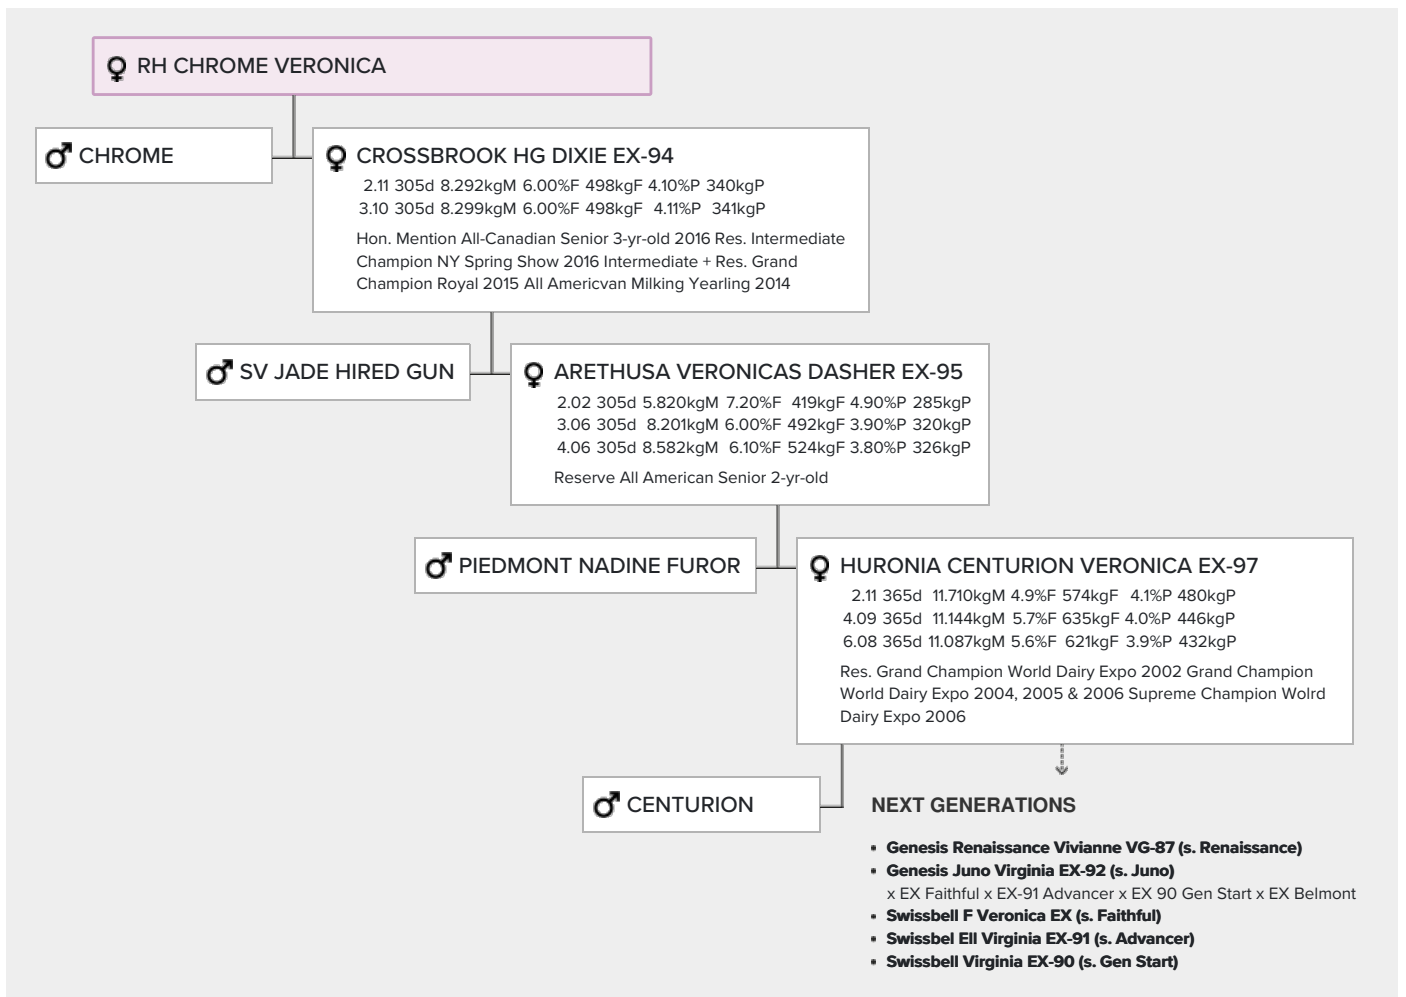 RH CHROME VERONICA
CHROME
CROSSBROOK HG DIXIE EX-94
2.11 305d 8.292kgM 6.00%F 498kgF 4.10%P 340kgP
3.10 305d 8.299kgM 6.00%F 498kgF 4.11%P 341kgP
Hon. Mention All-Canadian Senior 3-yr-old 2016 Res. Intermediate
Champion NY Spring Show 2016 Intermediate + Res. Grand
Champion Royal 2015 All Americvan Milking Yearling 2014
SV JADE HIRED GUN
ARETHUSA VERONICAS DASHER EX-95
2.02 305d 5.820kgM 7.20%F 419kgF 4.90%P 285kgP
3.06 305d 8.201kgM 6.00%F 492kgF 3.90%P 320kgP
4.06 305d 8.582kgM 6.10%F 524kgF 3.80%P 326kgP
Reserve All American Senior 2-yr-old
PIEDMONT NADINE FUROR
HURONIA CENTURION VERONICA EX-97
2.11 365d 11.710kgM 4.9%F 574kgF 4.1%P 480kgP
4.09 365d 11.144kgM 5.7%F 635kgF 4.0%P 446kgP
6.08 365d 11.087kgM 5.6%F 621kgF 3.9%P 432kgP
Res. Grand Champion World Dairy Expo 2002 Grand Champion
World Dairy Expo 2004, 2005 & 2006 Supreme Champion Wolrd
Dairy Expo 2006
CENTURION
NEXT GENERATIONS
• Genesis Renaissance Vivianne VG-87 (s. Renaissance)
• Genesis Juno Virginia EX-92 (s. Juno)
x EX Faithful x EX-91 Advancer x EX 90 Gen Start x EX Belmont
• Swissbell F Veronica EX (s. Faithful)
• Swissbel Ell Virginia EX-91 (s. Advancer)
• Swissbell Virginia EX-90 (s. Gen Start)